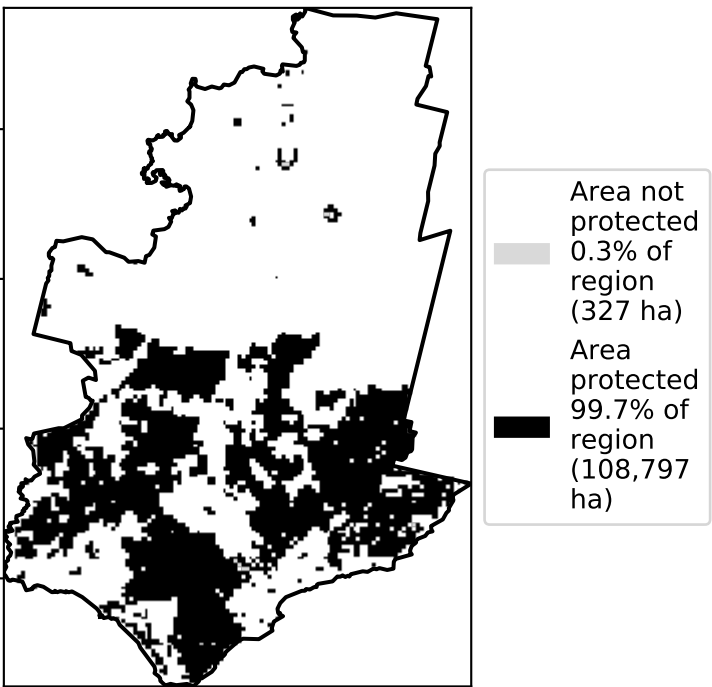 Area not
protected
0.3% of
region
(327 ha)
Area
protected
99.7% of
region
(108,797
ha)